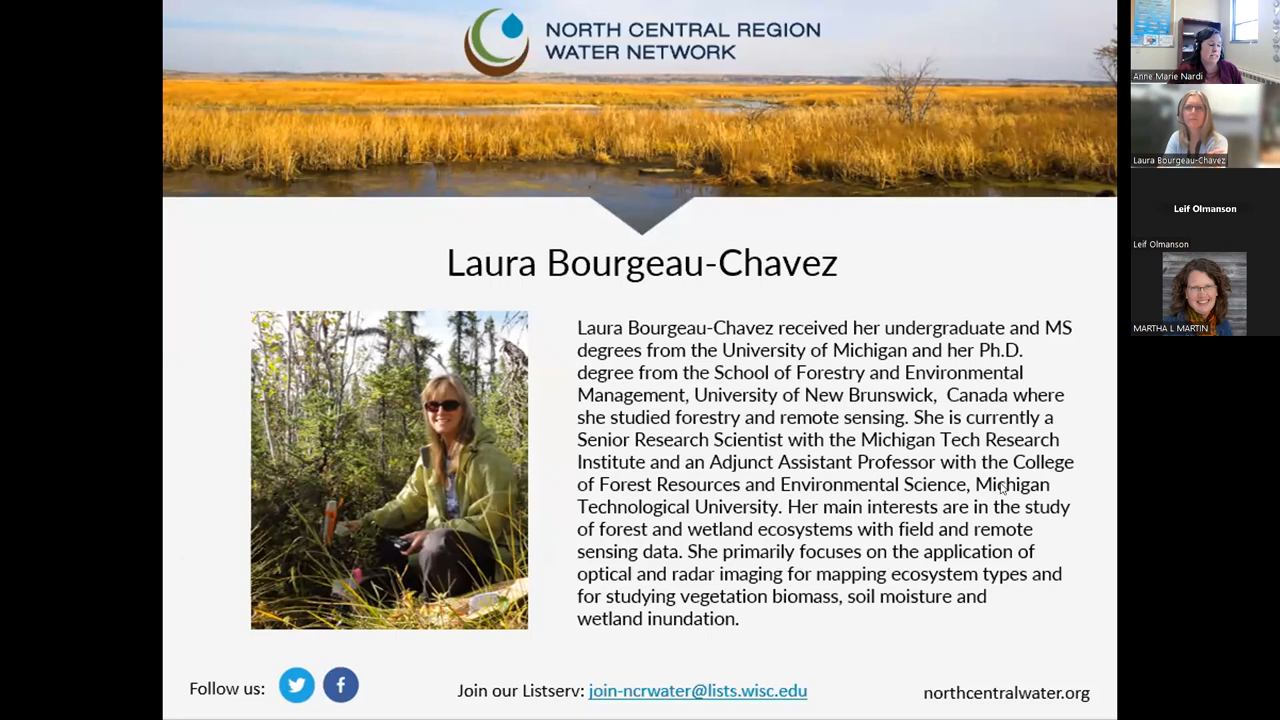 NORTH CENTRAL REGION
WATER NETWORK
Laura Bourgeau-Chavez
Laura Bourgeau-Chavez received her undergraduate and MS
degrees from the University of Michigan and her Ph.D.
degree from the School of Forestry and Environmental
Management, University of New Brunswick, Canada where
she studied forestry and remote sensing. She is currently a
Senior Research Scientist with the Michigan Tech Research
Institute and an Adjunct Assistant Professor with the College
of Forest Resources and Environmental Science, Michigan
Technological University. Her main interests are in the study
of forest and wetland ecosystems with field and remote
sensing data. She primarily focuses on the application of
optical and radar imaging for mapping ecosystem types and
for studying vegetation biomass, soil moisture and
wetland inundation.
Follow us:
Join our Listserv: join-ncrwater@lists.wisc.edu
northcentralwater.org
Anne Marie Nardi
Laura Bourgeau-Chavez
Leif Olmanson
Leif Olmanson
MARTHA L MARTIN